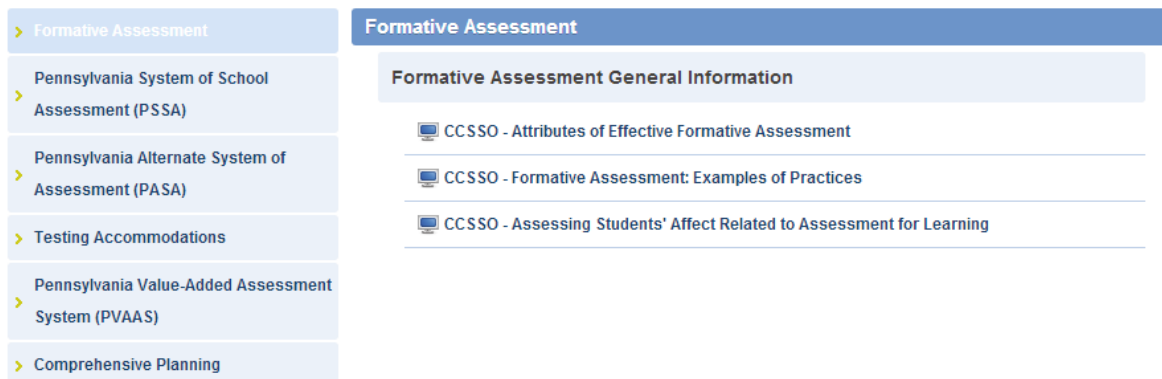 Formative Assessment
Pennsylvania System of School
Assessment (PSSA)
Pennsylvania Alternate System of
Assessment (PASA)
Testing Accommodations
Pennsylvania Value-Added Assessment
System (PVAAS)
Comprehensive Planning
Formative Assessment
Formative Assessment General Information
CCSSO - Attributes of Effective Formative Assessment
CCSSO - Formative Assessment: Examples of Practices
CCSSO - Assessing Students' Affect Related to Assessment for Learning